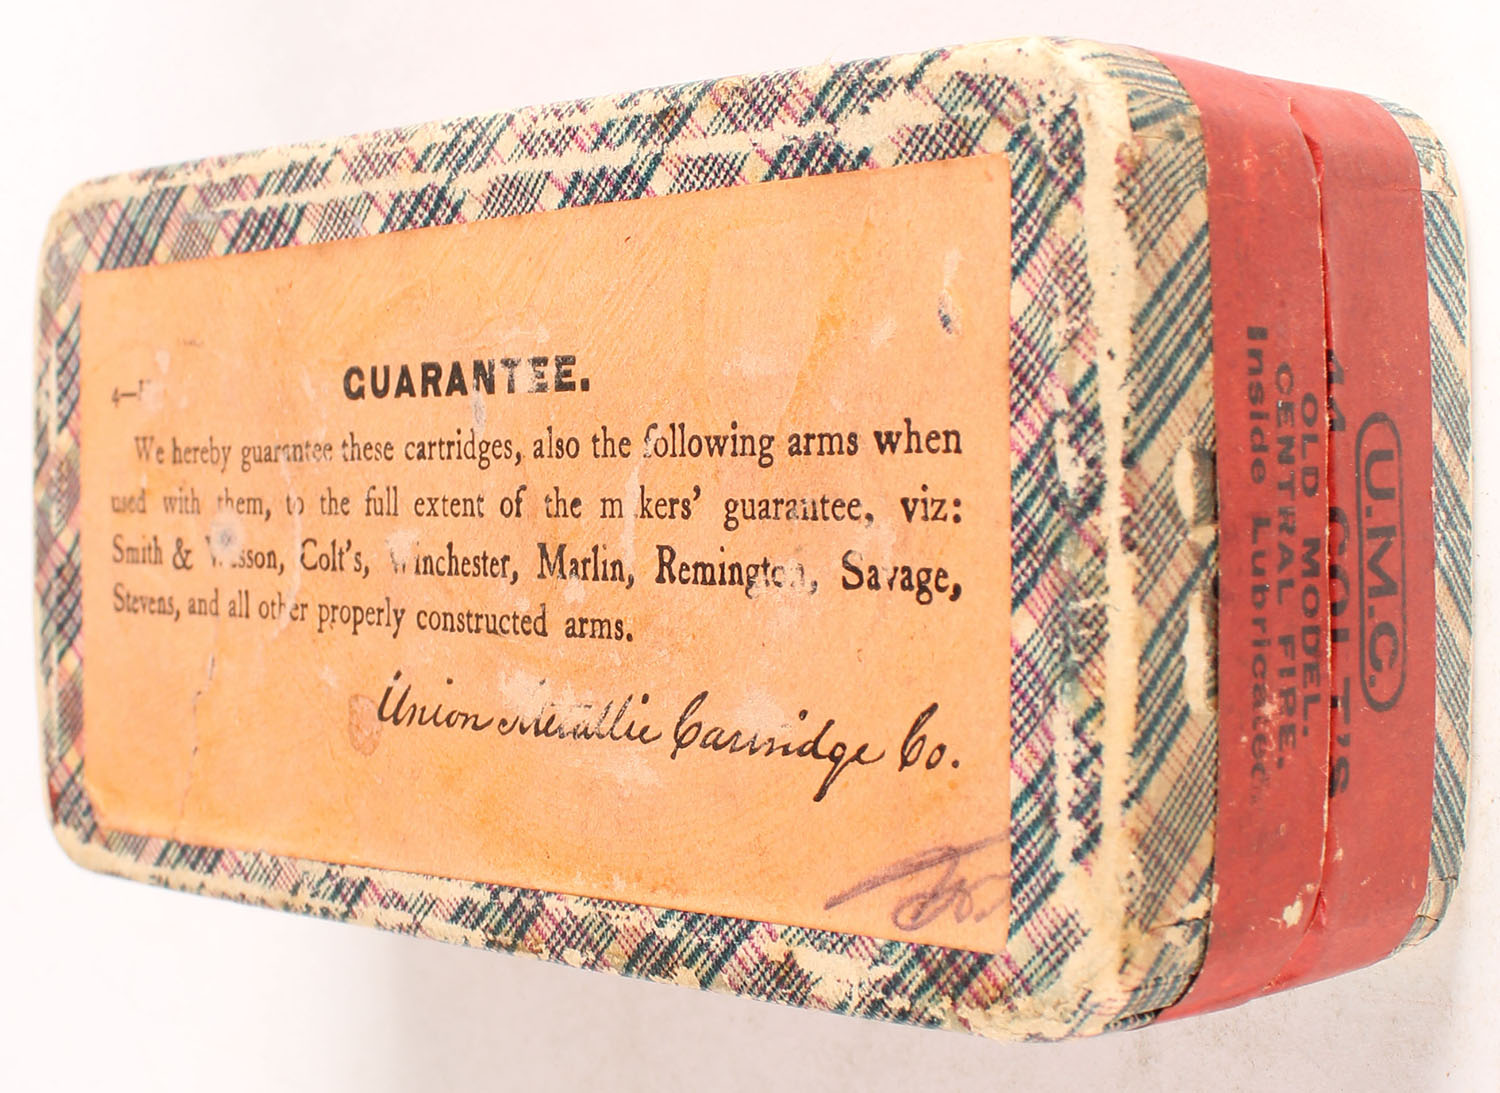 GUARANTEE.
We hereby guarantee these cartridges, also the following arms when
used with them, to the full extent of the makers' guarantee, viz:
Smith & Wesson, Colt's, Winchester, Marlin, Remington, Savage,
Stevens, and all other properly constructed arms.
Union Metallic Cartridge Co.
U.M.C.
44 COLT'S
OLD MODEL.
CENTRAL FIRE.
Inside Lubricated.